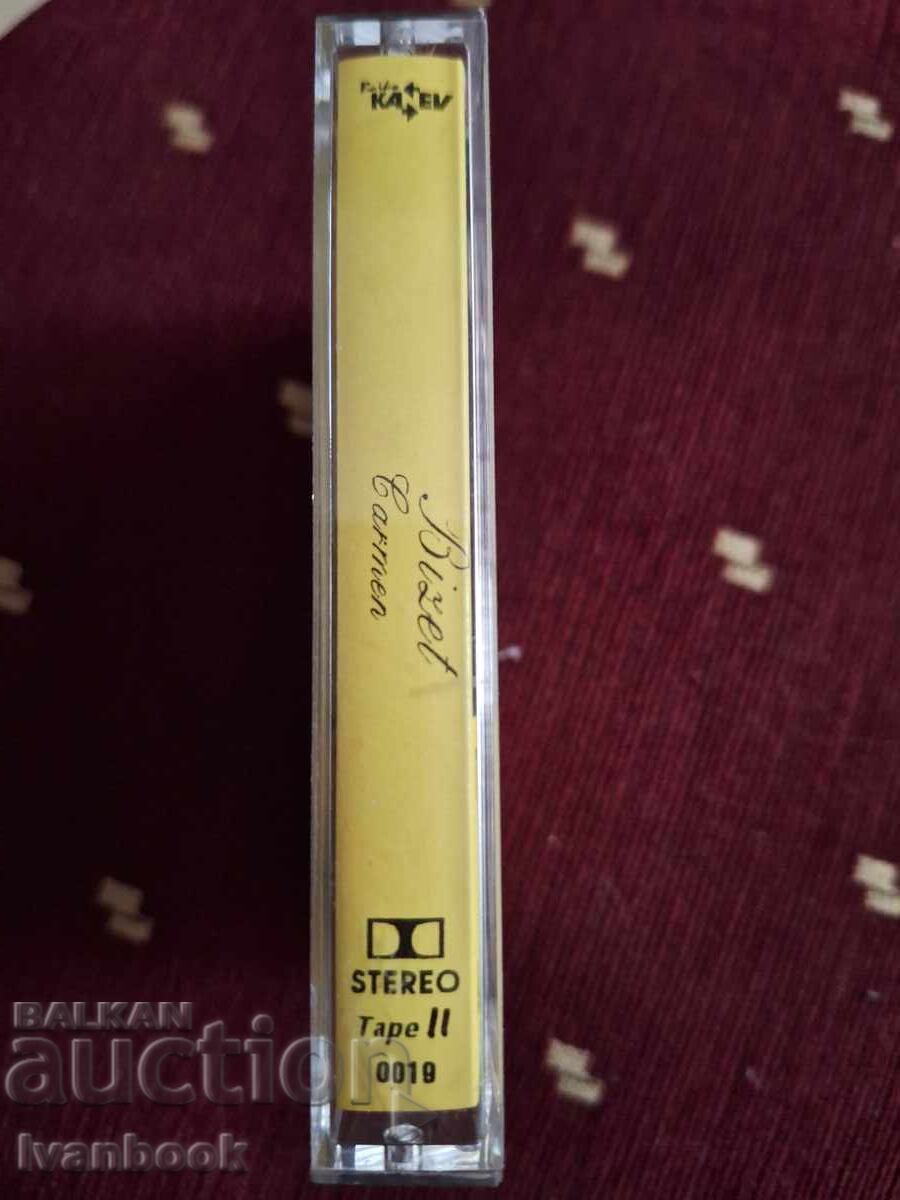 KANEV
Bizet
Carmen
STEREO
Tape II
0019
BALKAN
auction
Ivanbook